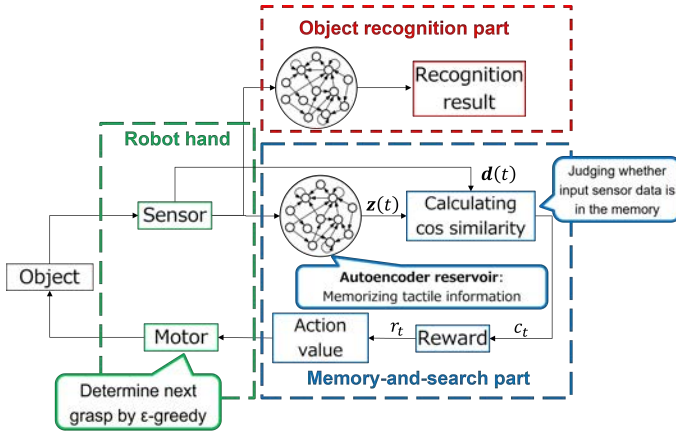 Object recognition part
Recognition
result
Robot hand
d(t)
Judging whether
input sensor data is
in the memory
Sensor
z(t)
Calculating
cos similarity
Autoencoder reservoir:
Memorizing tactile information
Object
Motor
Action
value
r_t
Reward
c_t
Determine next
grasp by ε-greedy
Memory-and-search part